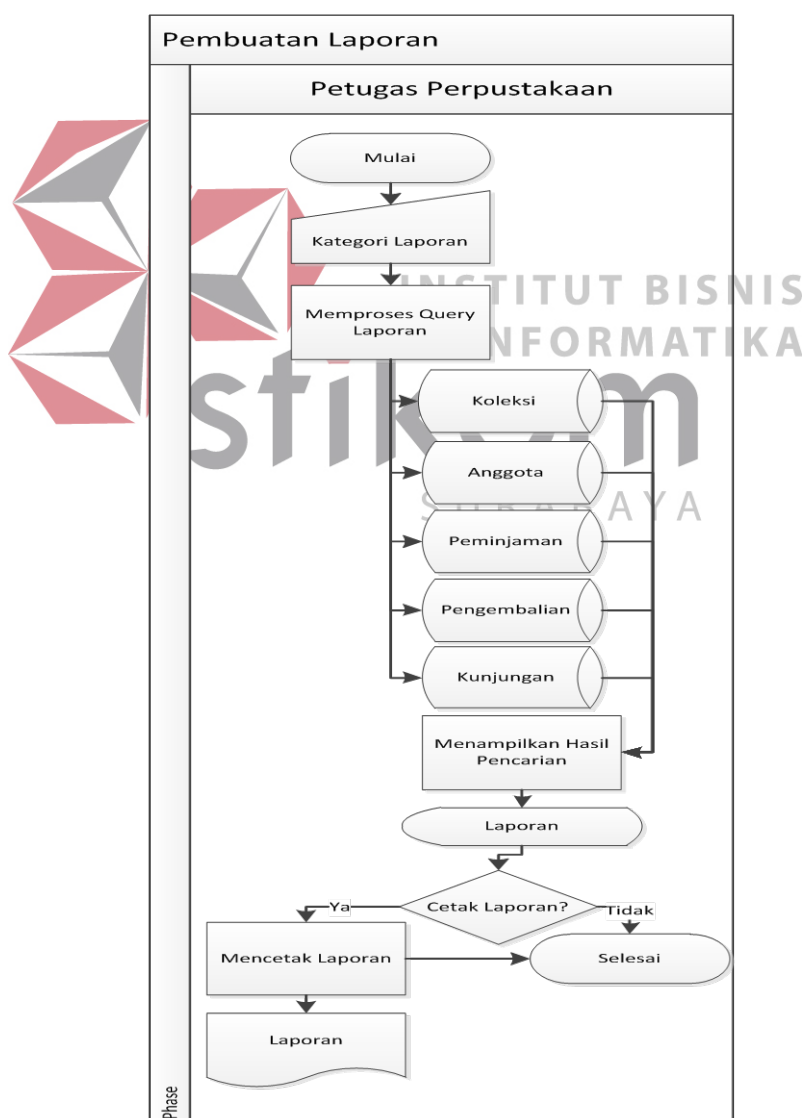 Pembuatan Laporan
Petugas Perpustakaan
Mulai
Kategori Laporan
Memproses Query
Laporan
INSTITUT BISNIS
INFORMATIKA
stikom
SURABAYA
Koleksi
Anggota
Peminjaman
Pengembalian
Kunjungan
Menampilkan Hasil
Pencarian
Laporan
Cetak Laporan?
Ya
Tidak
Mencetak Laporan
Selesai
Laporan
Phase